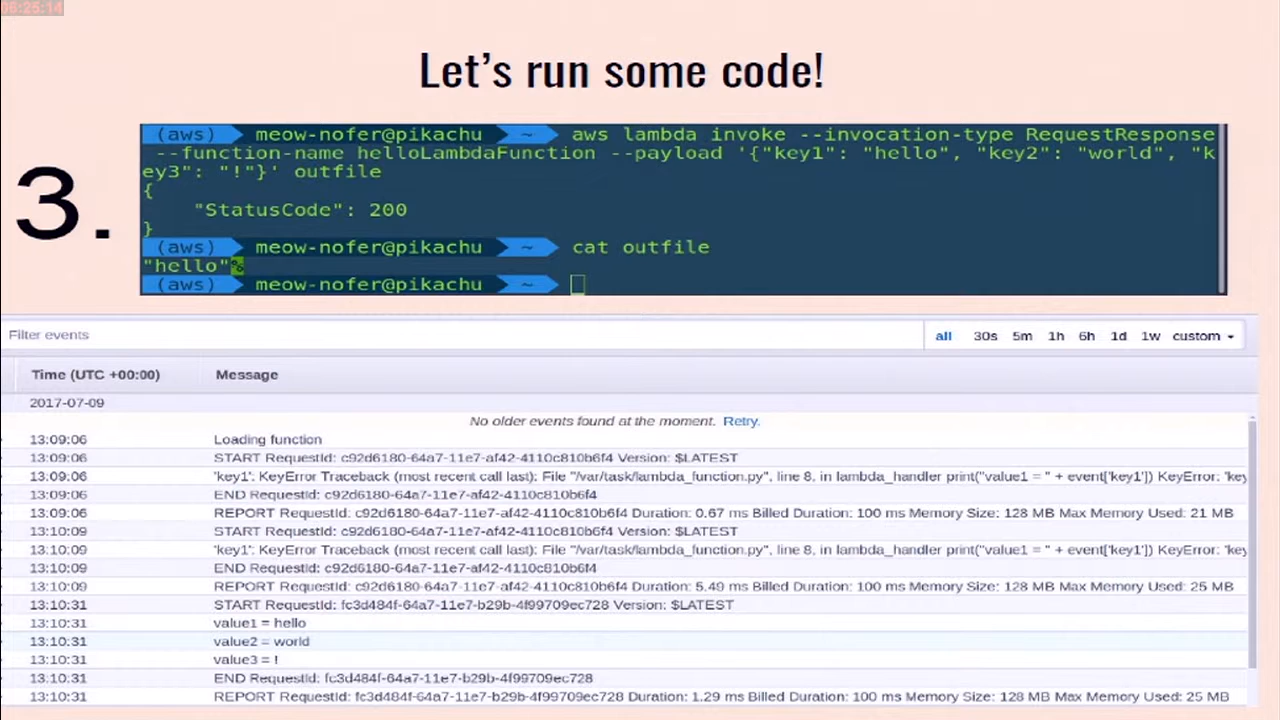 06:25:14
Let's run some code!
3.
(aws) meow-nofer@pikachu ~ aws lambda invoke --invocation-type RequestResponse
--function-name helloLambdaFunction --payload '{"key1": "hello", "key2": "world", "k
ey3": "!"}' outfile
{
"StatusCode": 200
}
(aws) meow-nofer@pikachu ~ cat outfile
"hello"%
(aws) meow-nofer@pikachu ~
Filter events all 30s 5m 1h 6h 1d 1w custom
Time (UTC +00:00) Message
2017-07-09
No older events found at the moment. Retry.
13:09:06 Loading function
13:09:06 START RequestId: c92d6180-64a7-11e7-af42-4110c810b6f4 Version: $LATEST
13:09:06 'key1': KeyError Traceback (most recent call last): File "/var/task/lambda_function.py", line 8, in lambda_handler print("value1 = " + event['key1']) KeyError: 'key
13:09:06 END RequestId: c92d6180-64a7-11e7-af42-4110c810b6f4
13:09:06 REPORT RequestId: c92d6180-64a7-11e7-af42-4110c810b6f4 Duration: 0.67 ms Billed Duration: 100 ms Memory Size: 128 MB Max Memory Used: 21 MB
13:10:09 START RequestId: c92d6180-64a7-11e7-af42-4110c810b6f4 Version: $LATEST
13:10:09 'key1': KeyError Traceback (most recent call last): File "/var/task/lambda_function.py", line 8, in lambda_handler print("value1 = " + event['key1']) KeyError: 'key
13:10:09 END RequestId: c92d6180-64a7-11e7-af42-4110c810b6f4
13:10:09 REPORT RequestId: c92d6180-64a7-11e7-af42-4110c810b6f4 Duration: 5.49 ms Billed Duration: 100 ms Memory Size: 128 MB Max Memory Used: 25 MB
13:10:31 START RequestId: fc3d484f-64a7-11e7-b29b-4f99709ec728 Version: $LATEST
13:10:31 value1 = hello
13:10:31 value2 = world
13:10:31 value3 = !
13:10:31 END RequestId: fc3d484f-64a7-11e7-b29b-4f99709ec728
13:10:31 REPORT RequestId: fc3d484f-64a7-11e7-b29b-4f99709ec728 Duration: 1.29 ms Billed Duration: 100 ms Memory Size: 128 MB Max Memory Used: 25 MB